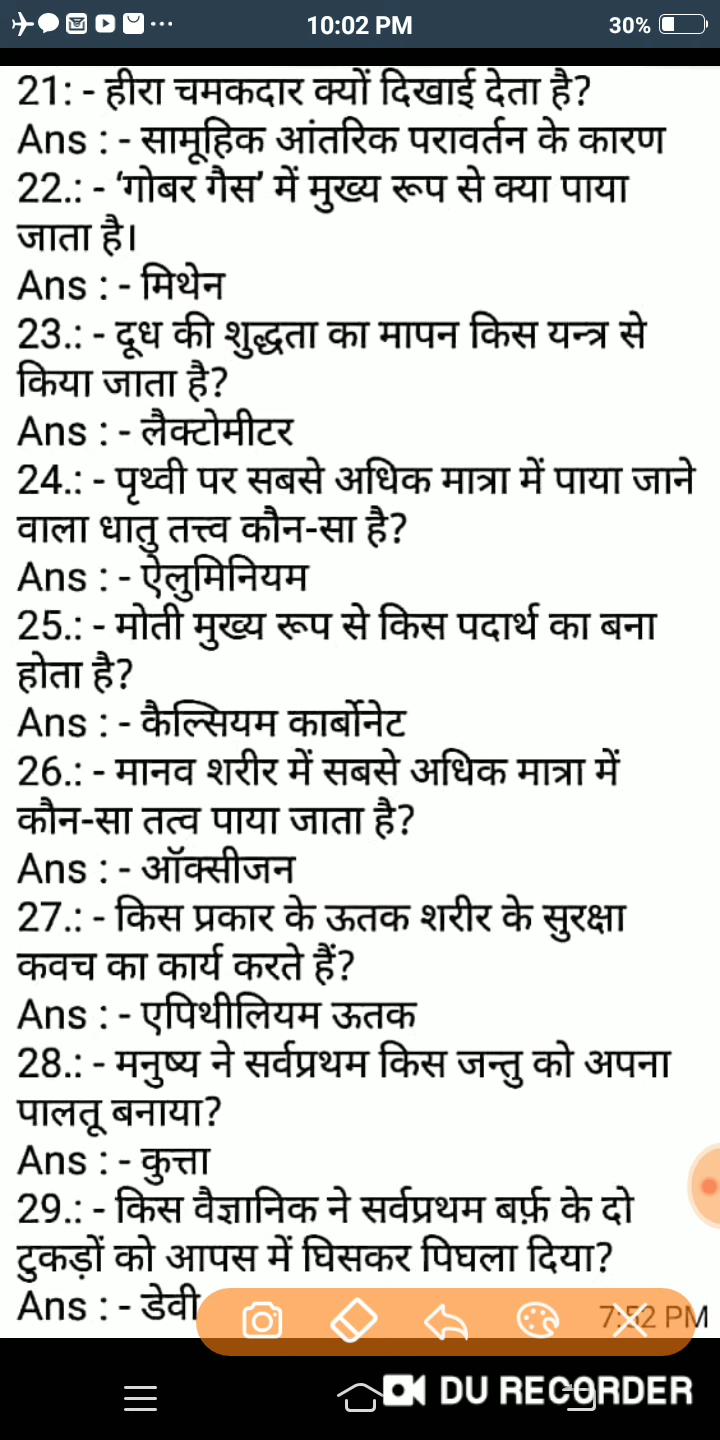 10:02 PM
30%
21: - हीरा चमकदार क्यों दिखाई देता है?
Ans : - सामूहिक आंतरिक परावर्तन के कारण
22.: - ‘गोबर गैस’ में मुख्य रूप से क्या पाया
जाता है।
Ans : - मिथेन
23.: - दूध की शुद्धता का मापन किस यन्त्र से
किया जाता है?
Ans : - लैक्टोमीटर
24.: - पृथ्वी पर सबसे अधिक मात्रा में पाया जाने
वाला धातु तत्त्व कौन-सा है?
Ans : - ऐलुमिनियम
25.: - मोती मुख्य रूप से किस पदार्थ का बना
होता है?
Ans : - कैल्सियम कार्बोनेट
26.: - मानव शरीर में सबसे अधिक मात्रा में
कौन-सा तत्व पाया जाता है?
Ans : - ऑक्सीजन
27.: - किस प्रकार के ऊतक शरीर के सुरक्षा
कवच का कार्य करते हैं?
Ans : - एपिथीलियम ऊतक
28.: - मनुष्य ने सर्वप्रथम किस जन्तु को अपना
पालतू बनाया?
Ans : - कुत्ता
29.: - किस वैज्ञानिक ने सर्वप्रथम बर्फ़ के दो
टुकड़ों को आपस में घिसकर पिघला दिया?
Ans : - डेवी
7:52 PM
DU RECORDER